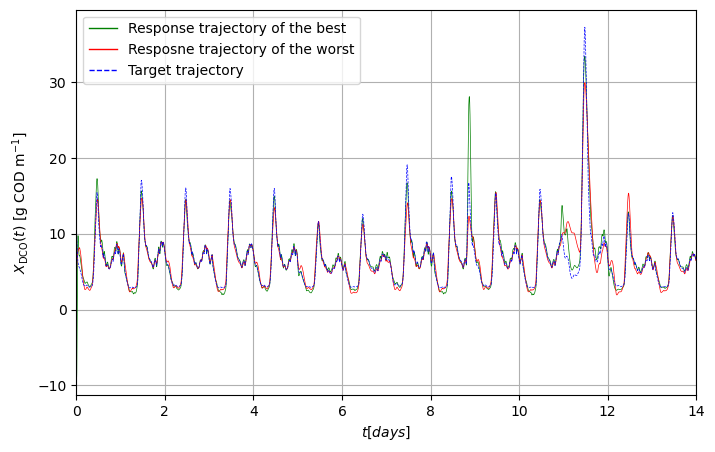 Response trajectory of the best
Resposne trajectory of the worst
Target trajectory
30
20
10
0
−10
x_DCO(t) [g COD m⁻¹]
0 2 4 6 8 10 12 14
t[days]